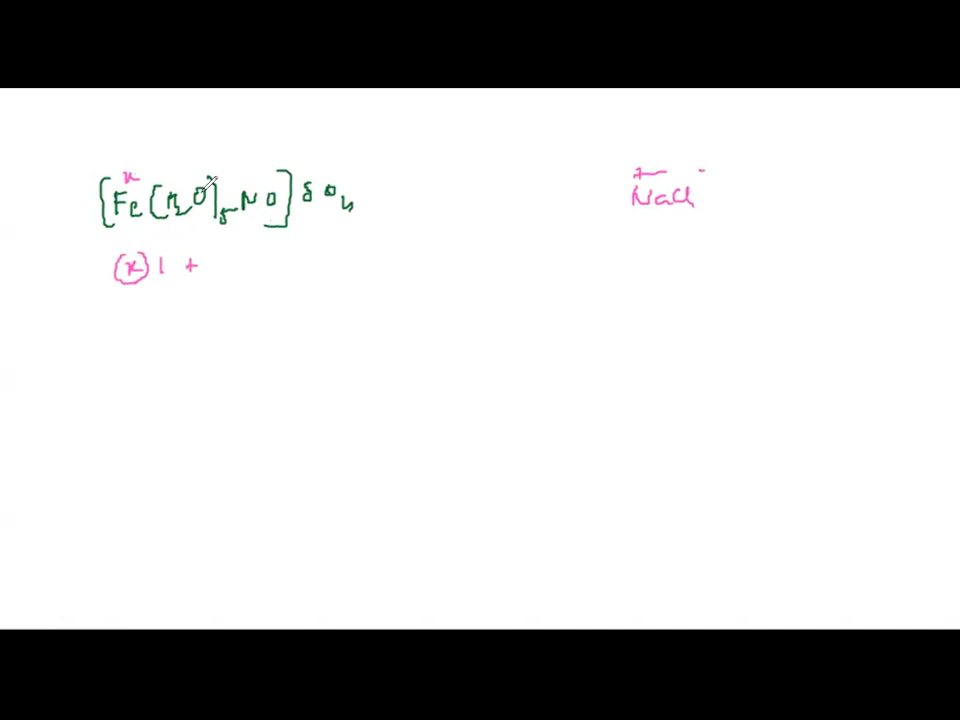 [Fe(H2O)5NO]SO4
x
+ -
NaCl
(x) 1 +